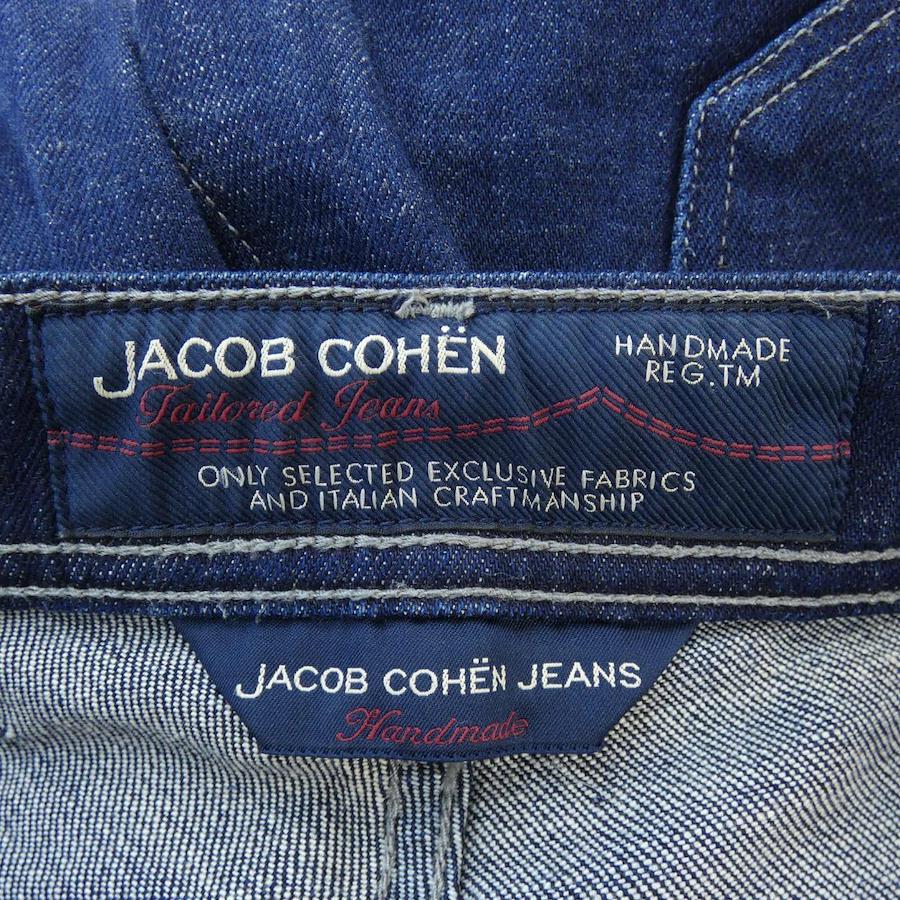 JACOB COHËN
Tailored Jeans
HANDMADE
REG.TM
ONLY SELECTED EXCLUSIVE FABRICS
AND ITALIAN CRAFTMANSHIP
JACOB COHËN JEANS
Handmade